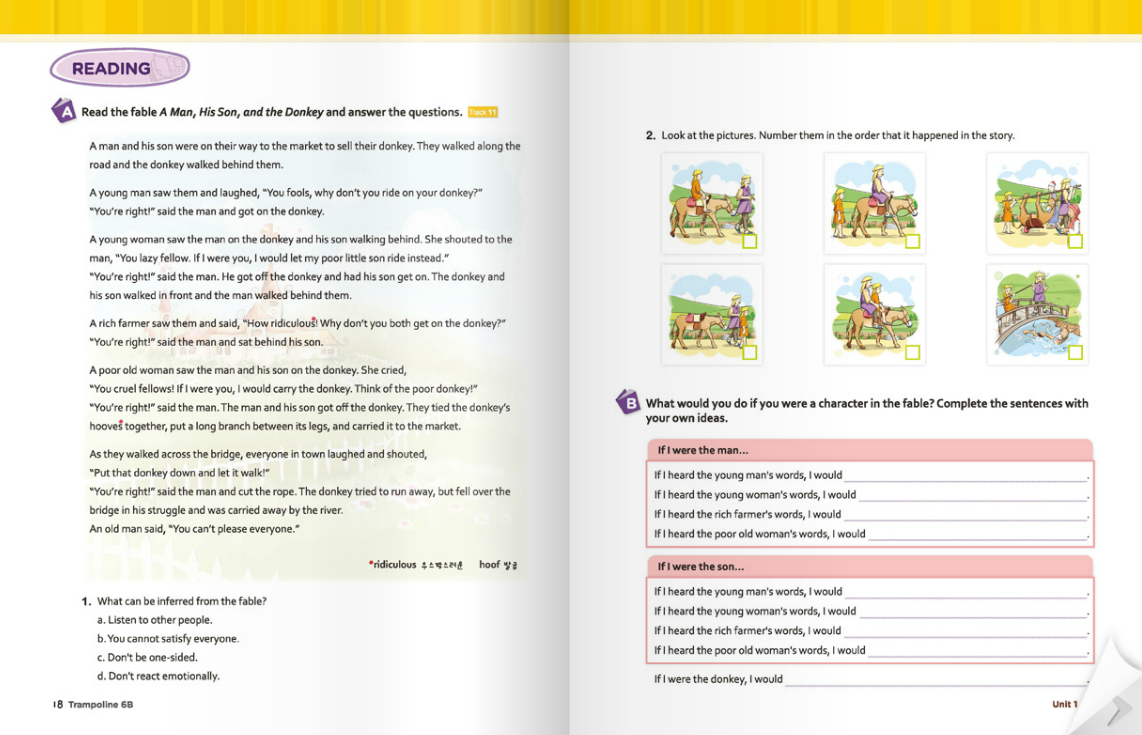 READING
A Read the fable A Man, His Son, and the Donkey and answer the questions. Track 11
A man and his son were on their way to the market to sell their donkey. They walked along the
road and the donkey walked behind them.
A young man saw them and laughed, "You fools, why don't you ride on your donkey?"
"You're right!" said the man and got on the donkey.
A young woman saw the man on the donkey and his son walking behind. She shouted to the
man, "You lazy fellow. If I were you, I would let my poor little son ride instead."
"You're right!" said the man. He got off the donkey and had his son get on. The donkey and
his son walked in front and the man walked behind them.
A rich farmer saw them and said, "How ridiculous*! Why don't you both get on the donkey?"
"You're right!" said the man and sat behind his son.
A poor old woman saw the man and his son on the donkey. She cried,
"You cruel fellows! If I were you, I would carry the donkey. Think of the poor donkey!"
"You're right!" said the man. The man and his son got off the donkey. They tied the donkey's
hooves* together, put a long branch between its legs, and carried it to the market.
As they walked across the bridge, everyone in town laughed and shouted,
"Put that donkey down and let it walk!"
"You're right!" said the man and cut the rope. The donkey tried to run away, but fell over the
bridge in his struggle and was carried away by the river.
An old man said, "You can't please everyone."
*ridiculous 우스꽝스러운 hoof 발굽
1. What can be inferred from the fable?
a. Listen to other people.
b. You cannot satisfy everyone.
c. Don't be one-sided.
d. Don't react emotionally.
18 Trampoline 6B
2. Look at the pictures. Number them in the order that it happened in the story.
B What would you do if you were a character in the fable? Complete the sentences with
your own ideas.
If I were the man...
If I heard the young man's words, I would .
If I heard the young woman's words, I would .
If I heard the rich farmer's words, I would .
If I heard the poor old woman's words, I would .
If I were the son...
If I heard the young man's words, I would .
If I heard the young woman's words, I would .
If I heard the rich farmer's words, I would .
If I heard the poor old woman's words, I would .
If I were the donkey, I would .
Unit 1